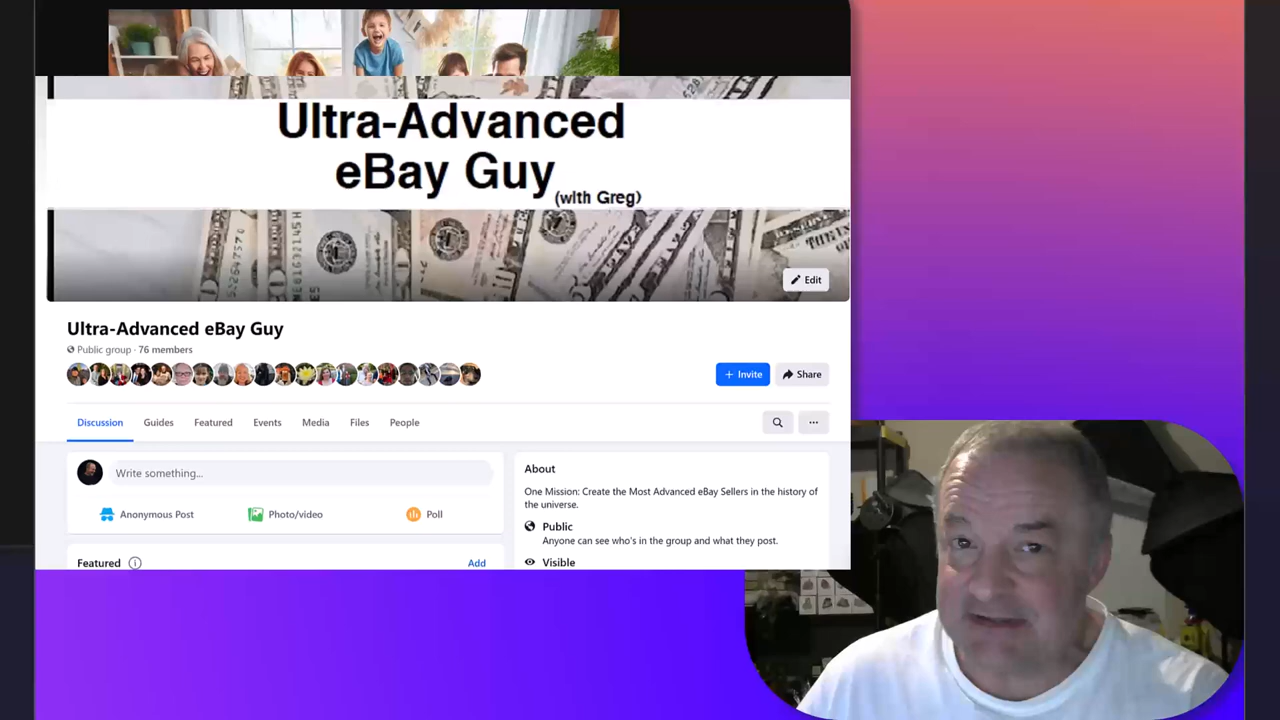 Ultra-Advanced
eBay Guy
(with Greg)
Edit
Ultra-Advanced eBay Guy
Public group · 76 members
+ Invite
Share
Discussion
Guides
Featured
Events
Media
Files
People
Write something...
Anonymous Post
Photo/video
Poll
Featured
Add
About
One Mission: Create the Most Advanced eBay Sellers in the history of
the universe.
Public
Anyone can see who's in the group and what they post.
Visible